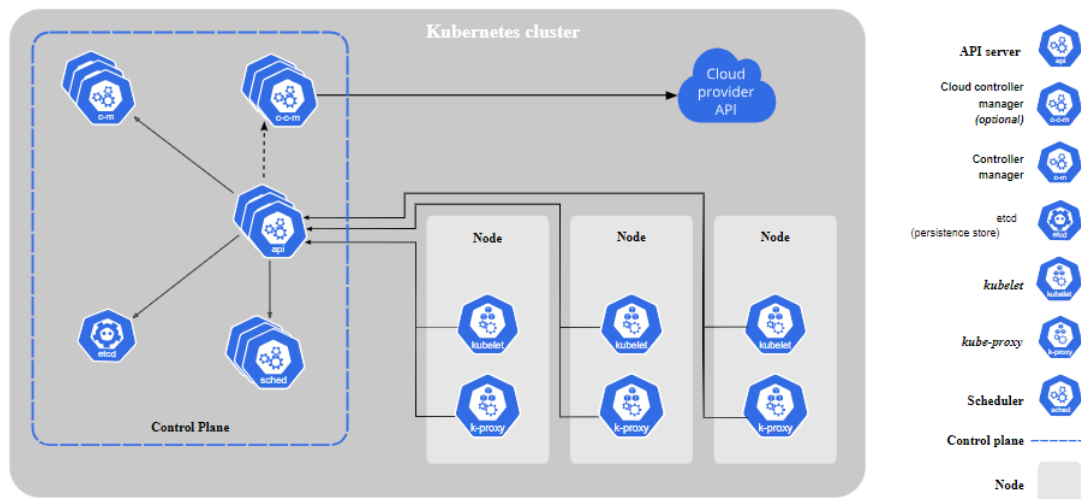 Kubernetes cluster
c-m
c-c-m
Cloud
provider
API
api
etcd
sched
Control Plane
Node
kubelet
k-proxy
Node
kubelet
k-proxy
Node
kubelet
k-proxy
API server
api
Cloud controller
manager
(optional)
c-c-m
Controller
manager
c-m
etcd
(persistence store)
etcd
kubelet
kubelet
kube-proxy
k-proxy
Scheduler
sched
Control plane
Node